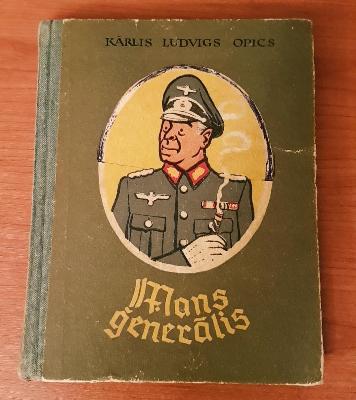 KĀRLIS LUDVIGS OPICS
Mans
ģenerālis